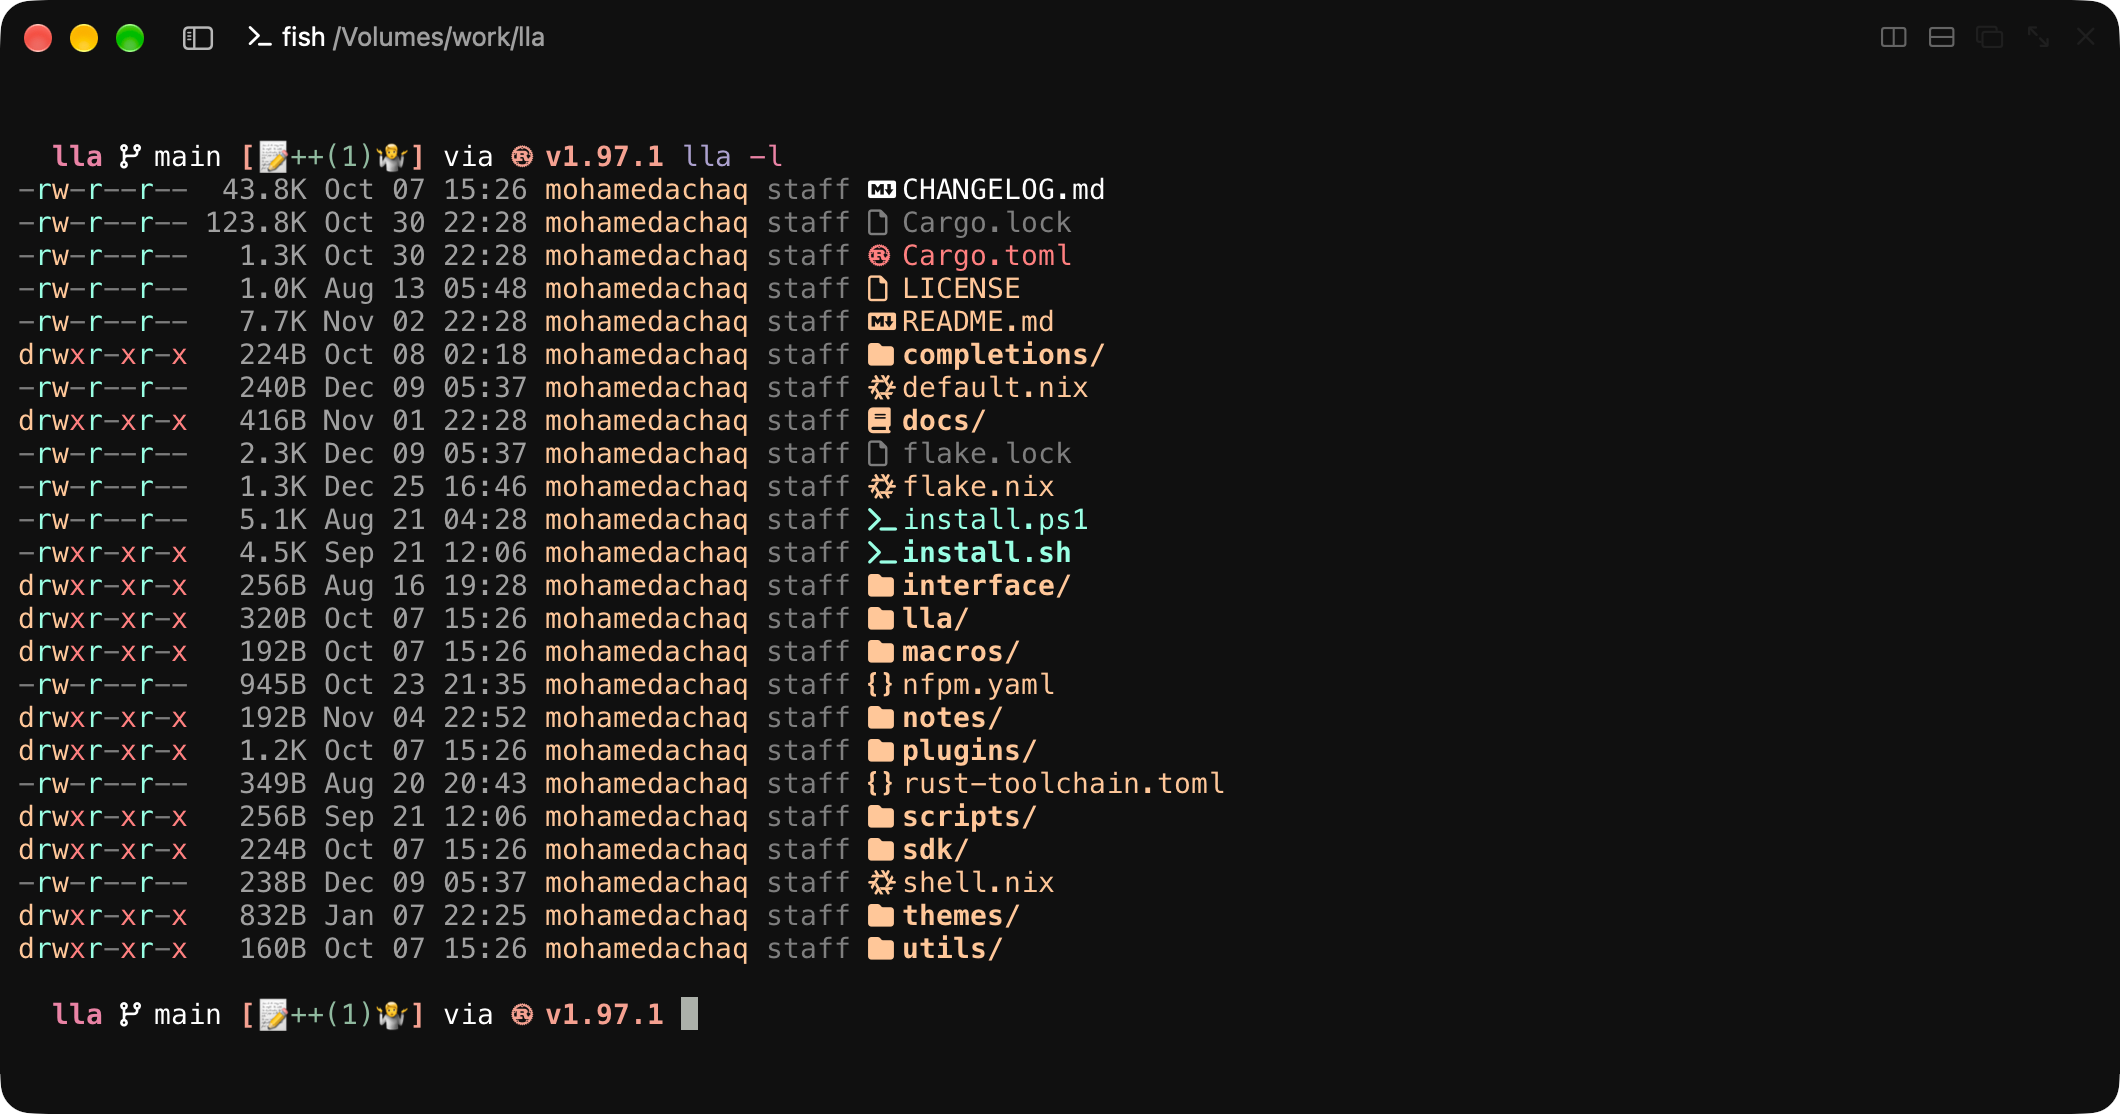 fish /Volumes/work/lla
lla main [📝++(1)🤷] via v1.97.1 lla -l
-rw-r--r-- 43.8K Oct 07 15:26 mohamedachaq staff CHANGELOG.md
-rw-r--r-- 123.8K Oct 30 22:28 mohamedachaq staff Cargo.lock
-rw-r--r-- 1.3K Oct 30 22:28 mohamedachaq staff Cargo.toml
-rw-r--r-- 1.0K Aug 13 05:48 mohamedachaq staff LICENSE
-rw-r--r-- 7.7K Nov 02 22:28 mohamedachaq staff README.md
drwxr-xr-x 224B Oct 08 02:18 mohamedachaq staff completions/
-rw-r--r-- 240B Dec 09 05:37 mohamedachaq staff default.nix
drwxr-xr-x 416B Nov 01 22:28 mohamedachaq staff docs/
-rw-r--r-- 2.3K Dec 09 05:37 mohamedachaq staff flake.lock
-rw-r--r-- 1.3K Dec 25 16:46 mohamedachaq staff flake.nix
-rw-r--r-- 5.1K Aug 21 04:28 mohamedachaq staff install.ps1
-rwxr-xr-x 4.5K Sep 21 12:06 mohamedachaq staff install.sh
drwxr-xr-x 256B Aug 16 19:28 mohamedachaq staff interface/
drwxr-xr-x 320B Oct 07 15:26 mohamedachaq staff lla/
drwxr-xr-x 192B Oct 07 15:26 mohamedachaq staff macros/
-rw-r--r-- 945B Oct 23 21:35 mohamedachaq staff nfpm.yaml
drwxr-xr-x 192B Nov 04 22:52 mohamedachaq staff notes/
drwxr-xr-x 1.2K Oct 07 15:26 mohamedachaq staff plugins/
-rw-r--r-- 349B Aug 20 20:43 mohamedachaq staff rust-toolchain.toml
drwxr-xr-x 256B Sep 21 12:06 mohamedachaq staff scripts/
drwxr-xr-x 224B Oct 07 15:26 mohamedachaq staff sdk/
-rw-r--r-- 238B Dec 09 05:37 mohamedachaq staff shell.nix
drwxr-xr-x 832B Jan 07 22:25 mohamedachaq staff themes/
drwxr-xr-x 160B Oct 07 15:26 mohamedachaq staff utils/
lla main [📝++(1)🤷] via v1.97.1